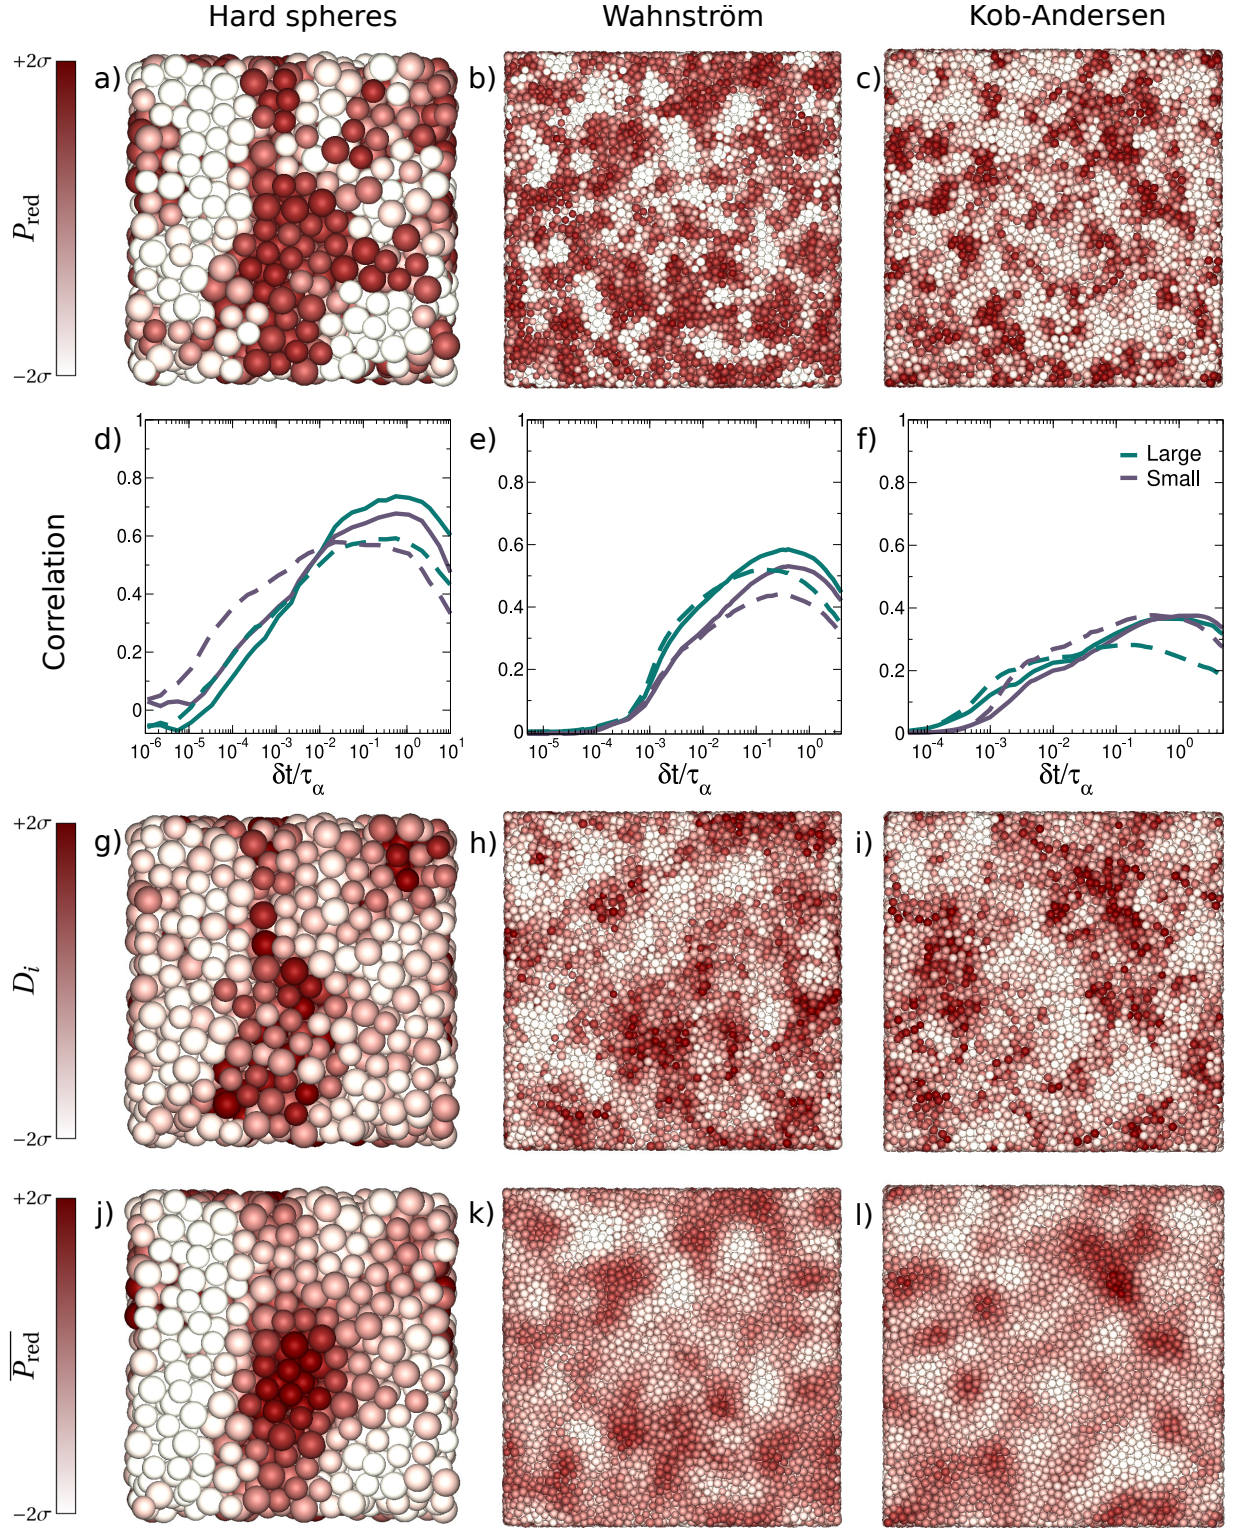 Hard spheres Wahnström Kob-Andersen
+2σ
a) b) c)
P_red
−2σ
d) e) f)
Correlation
1 0.8 0.6 0.4 0.2 0
10^-6 10^-5 10^-4 10^-3 10^-2 10^-1 10^0 10^1
δt/τ_α
1 0.8 0.6 0.4 0.2 0
10^-5 10^-4 10^-3 10^-2 10^-1 10^0
δt/τ_α
Large
Small
1 0.8 0.6 0.4 0.2 0
10^-4 10^-3 10^-2 10^-1 10^0
δt/τ_α
+2σ
g) h) i)
D_i
−2σ
+2σ
j) k) l)
P̅_red
−2σ